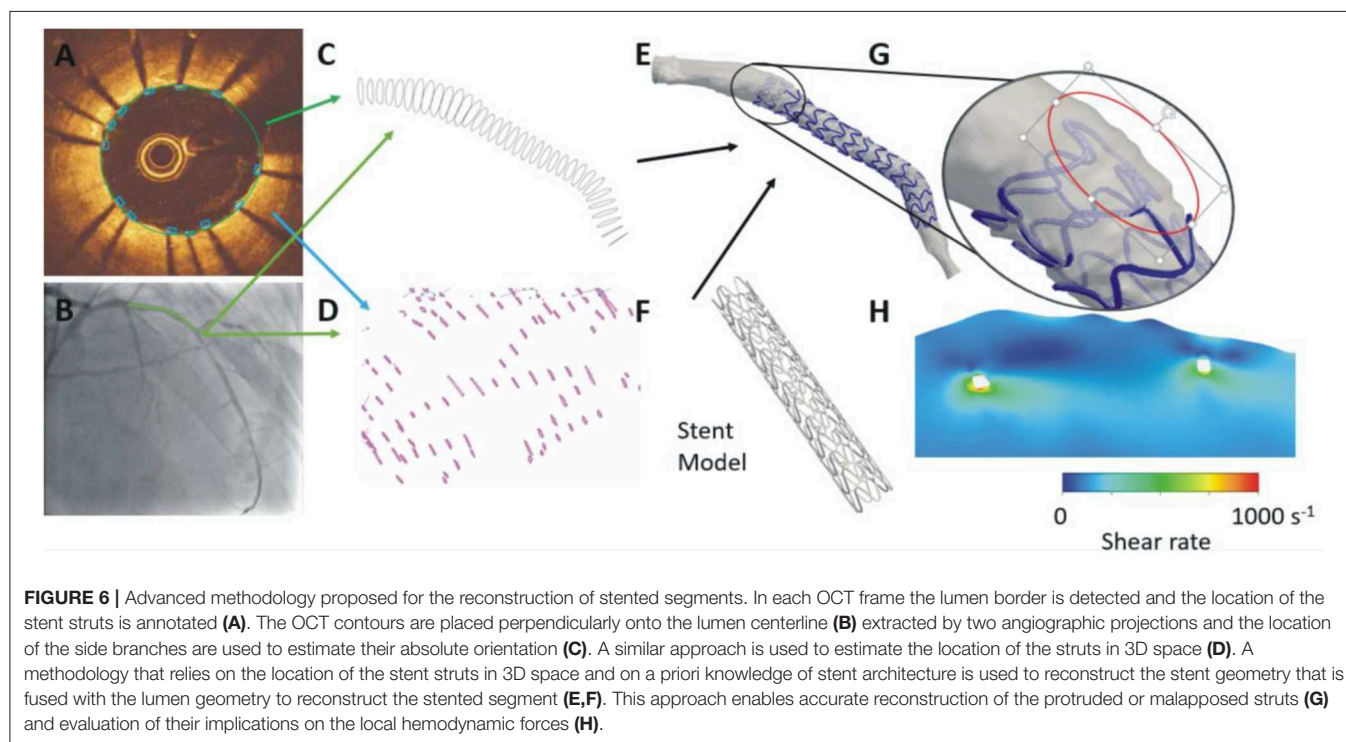 A
C
E
G
B
D
F
H
Stent
Model
0
1000 s⁻¹
Shear rate
FIGURE 6 | Advanced methodology proposed for the reconstruction of stented segments. In each OCT frame the lumen border is detected and the location of the
stent struts is annotated (A). The OCT contours are placed perpendicularly onto the lumen centerline (B) extracted by two angiographic projections and the location
of the side branches are used to estimate their absolute orientation (C). A similar approach is used to estimate the location of the struts in 3D space (D). A
methodology that relies on the location of the stent struts in 3D space and on a priori knowledge of stent architecture is used to reconstruct the stent geometry that is
fused with the lumen geometry to reconstruct the stented segment (E,F). This approach enables accurate reconstruction of the protruded or malapposed struts (G)
and evaluation of their implications on the local hemodynamic forces (H).